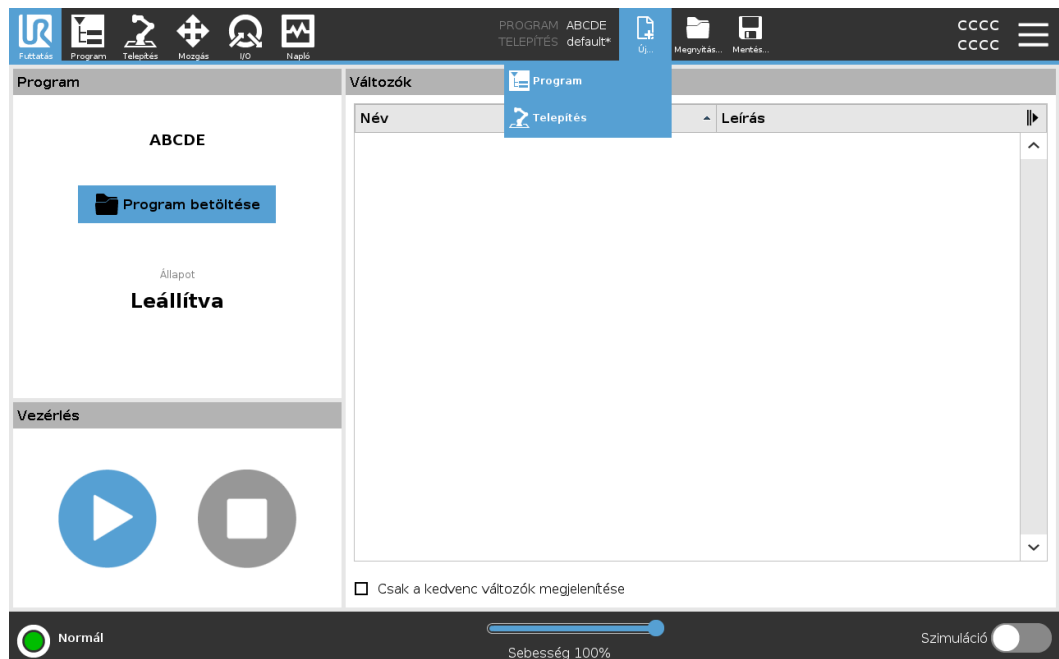 UR
Futtatás Program Telepítés Mozgás I/O Napló
PROGRAM ABCDE
TELEPÍTÉS default*
Új... Megnyitás... Mentés...
CCCC
CCCC
Program
Telepítés
Program
ABCDE
Program betöltése
Állapot
Leállítva
Vezérlés
Változók
Név Leírás
Csak a kedvenc változók megjelenítése
Normál
Sebesség 100%
Szimuláció